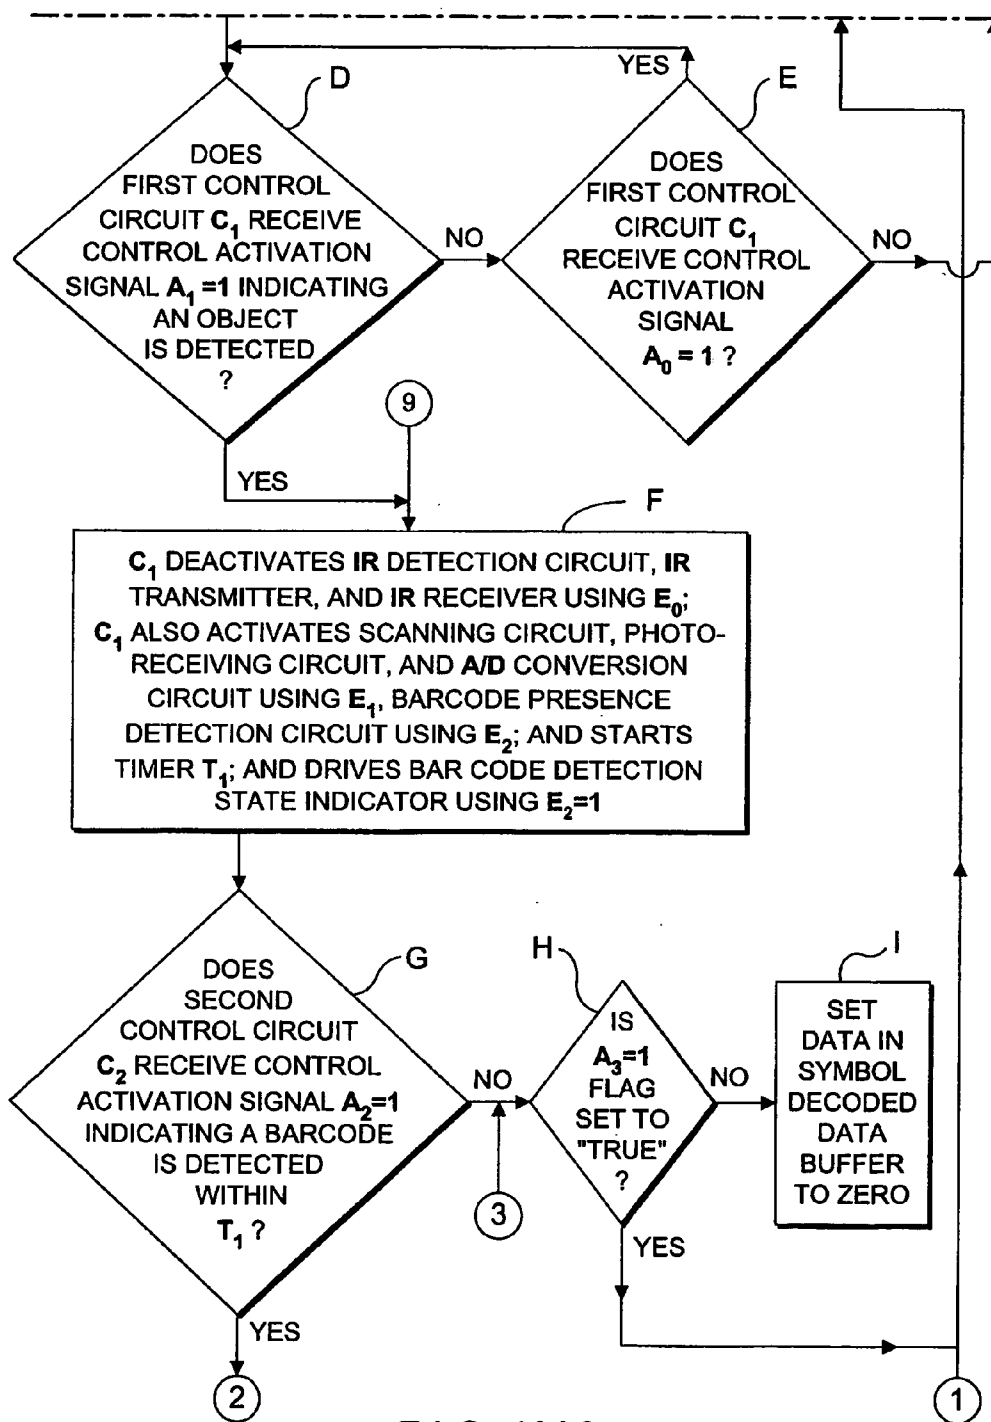 D
DOES
FIRST CONTROL
CIRCUIT C1 RECEIVE
CONTROL ACTIVATION
SIGNAL A1 =1 INDICATING
AN OBJECT
IS DETECTED
?
NO
YES
E
DOES
FIRST CONTROL
CIRCUIT C1
RECEIVE CONTROL
ACTIVATION
SIGNAL
A0 = 1 ?
YES
NO
9
F
C1 DEACTIVATES IR DETECTION CIRCUIT, IR
TRANSMITTER, AND IR RECEIVER USING E0;
C1 ALSO ACTIVATES SCANNING CIRCUIT, PHOTO-
RECEIVING CIRCUIT, AND A/D CONVERSION
CIRCUIT USING E1, BARCODE PRESENCE
DETECTION CIRCUIT USING E2; AND STARTS
TIMER T1; AND DRIVES BAR CODE DETECTION
STATE INDICATOR USING E2=1
G
DOES
SECOND
CONTROL CIRCUIT
C2 RECEIVE CONTROL
ACTIVATION SIGNAL A2=1
INDICATING A BARCODE
IS DETECTED
WITHIN
T1 ?
NO
YES
3
H
IS
A3=1
FLAG
SET TO
"TRUE"
?
NO
YES
I
SET
DATA IN
SYMBOL
DECODED
DATA
BUFFER
TO ZERO
2
1